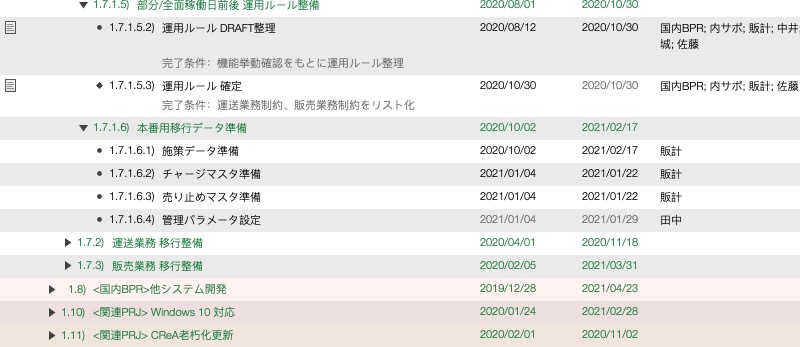 1.7.1.5) 部分/全面稼働日前後 運用ルール整備 2020/08/01 2020/10/30
1.7.1.5.2) 運用ルール DRAFT整理 2020/08/12 2020/10/30 国内BPR; 内サポ; 販計; 中井
城; 佐藤
完了条件：機能挙動確認をもとに運用ルール整理
1.7.1.5.3) 運用ルール 確定 2020/10/30 2020/10/30 国内BPR; 内サポ; 販計; 佐藤
完了条件：運送業務制約、販売業務制約をリスト化
1.7.1.6) 本番用移行データ準備 2020/10/02 2021/02/17
1.7.1.6.1) 施策データ準備 2020/10/02 2021/02/17 販計
1.7.1.6.2) チャージマスタ準備 2021/01/04 2021/01/22 販計
1.7.1.6.3) 売り止めマスタ準備 2021/01/04 2021/01/22 販計
1.7.1.6.4) 管理パラメータ設定 2021/01/04 2021/01/29 田中
1.7.2) 運送業務 移行整備 2020/04/01 2020/11/18
1.7.3) 販売業務 移行整備 2020/02/05 2021/03/31
1.8) <国内BPR>他システム開発 2019/12/28 2021/04/23
1.10) <関連PRJ> Windows 10 対応 2020/01/24 2021/02/28
1.11) <関連PRJ> CReA老朽化更新 2020/02/01 2020/11/02